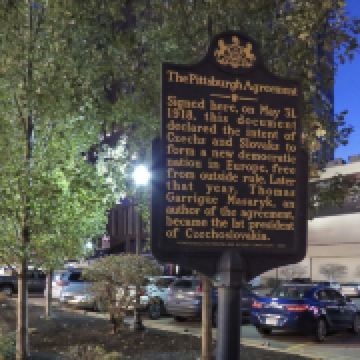 The Pittsburgh Agreement
Signed here, on May 31,
1918, this document
declared the intent of
Czechs and Slovaks to
form a new democratic
nation in Europe, free
from outside rule. Later
that year, Thomas
Garrigue Masaryk, an
author of the agreement,
became the 1st president
of Czechoslovakia.